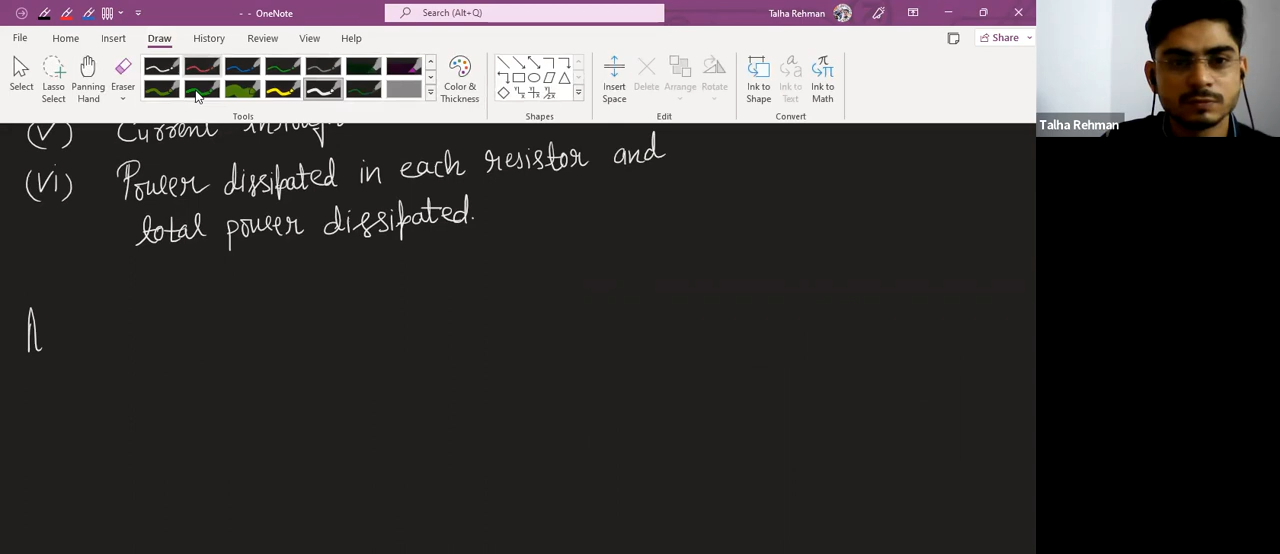 - - OneNote
Search (Alt+Q)
Talha Rehman
File Home Insert Draw History Review View Help
Share
Select
Lasso Select
Panning Hand
Eraser
Color & Thickness
Insert Space
Delete
Arrange
Rotate
Ink to Shape
Ink to Text
Ink to Math
Tools
Shapes
Edit
Convert
Talha Rehman
(V) Current through
(Vi) Power dissipated in each resistor and
total power dissipated.